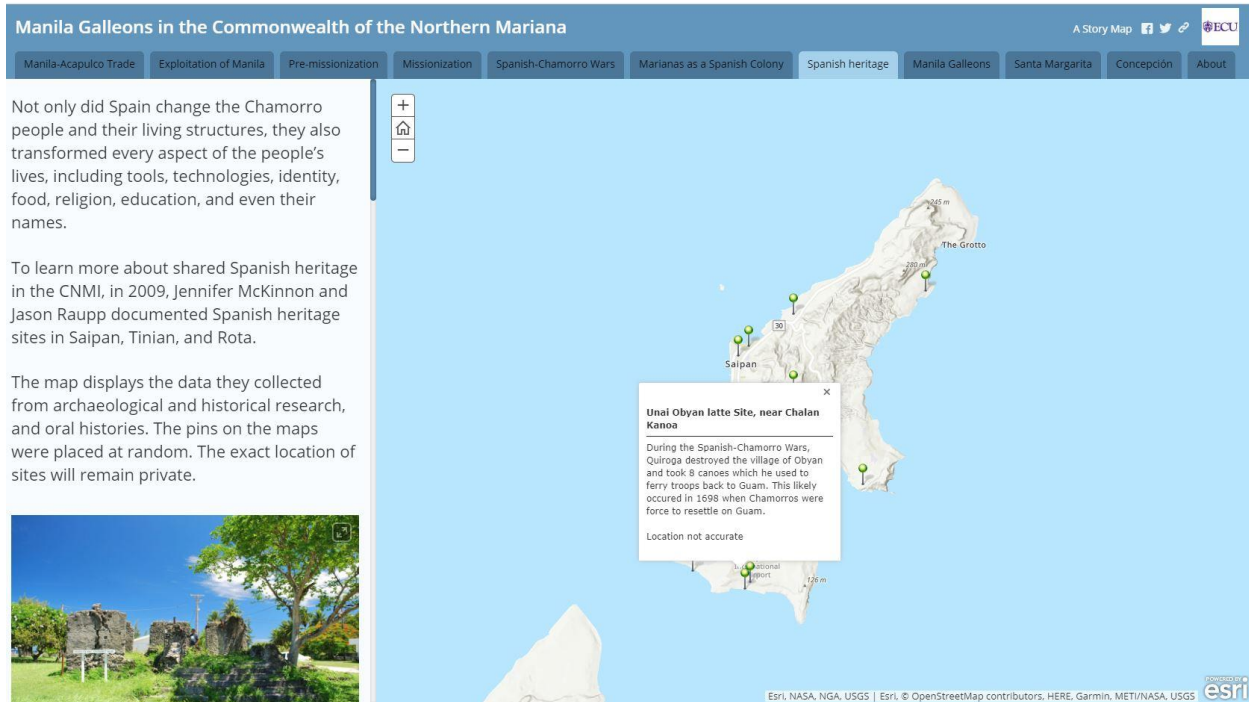 Manila Galleons in the Commonwealth of the Northern Mariana
A Story Map
ECU
Manila-Acapulco Trade
Exploitation of Manila
Pre-missionization
Missionization
Spanish-Chamorro Wars
Marianas as a Spanish Colony
Spanish heritage
Manila Galleons
Santa Margarita
Concepción
About
Not only did Spain change the Chamorro
people and their living structures, they also
transformed every aspect of the people's
lives, including tools, technologies, identity,
food, religion, education, and even their
names.
To learn more about shared Spanish heritage
in the CNMI, in 2009, Jennifer McKinnon and
Jason Raupp documented Spanish heritage
sites in Saipan, Tinian, and Rota.
The map displays the data they collected
from archaeological and historical research,
and oral histories. The pins on the maps
were placed at random. The exact location of
sites will remain private.
+
−
245 m
The Grotto
280 m
30
Saipan
×
Unai Obyan latte Site, near Chalan
Kanoa
During the Spanish-Chamorro Wars,
Quiroga destroyed the village of Obyan
and took 8 canoes which he used to
ferry troops back to Guam. This likely
occured in 1698 when Chamorros were
force to resettle on Guam.
Location not accurate
126 m
Esri, NASA, NGA, USGS | Esri, © OpenStreetMap contributors, HERE, Garmin, METI/NASA, USGS
POWERED BY
esri